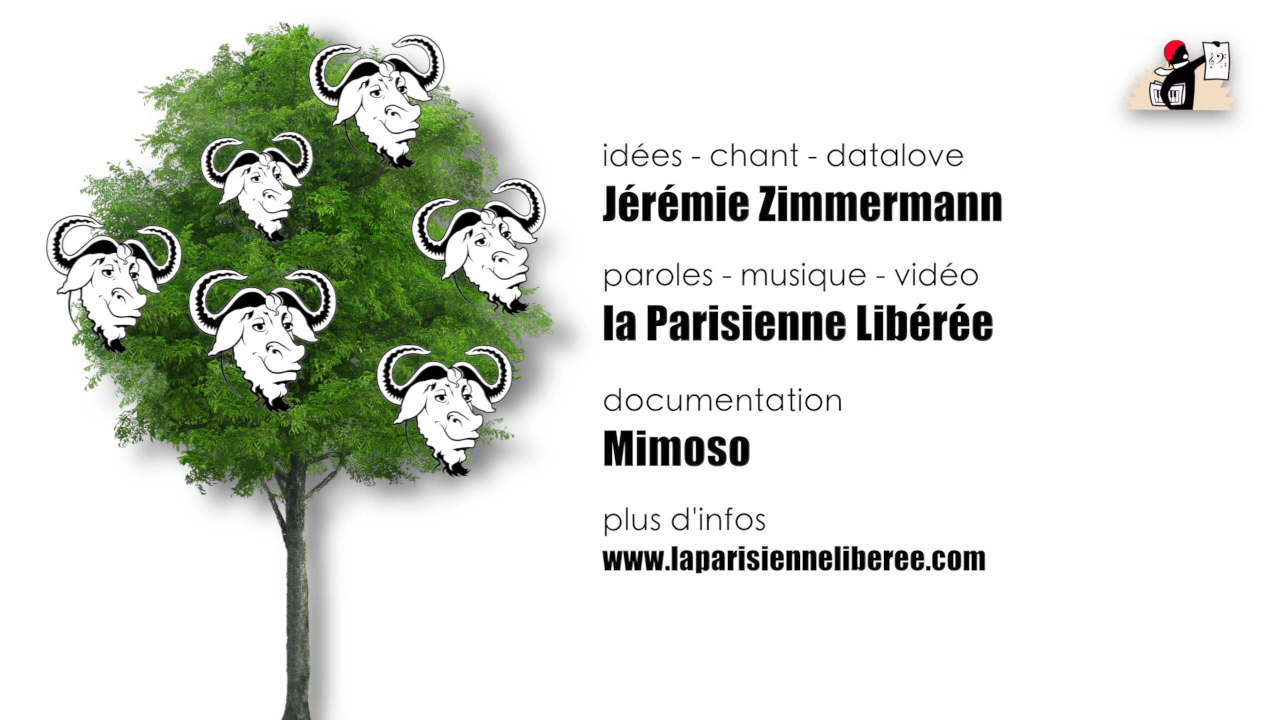 idées - chant - datalove
Jérémie Zimmermann
paroles - musique - vidéo
la Parisienne Libérée
documentation
Mimoso
plus d'infos
www.laparisienneliberee.com